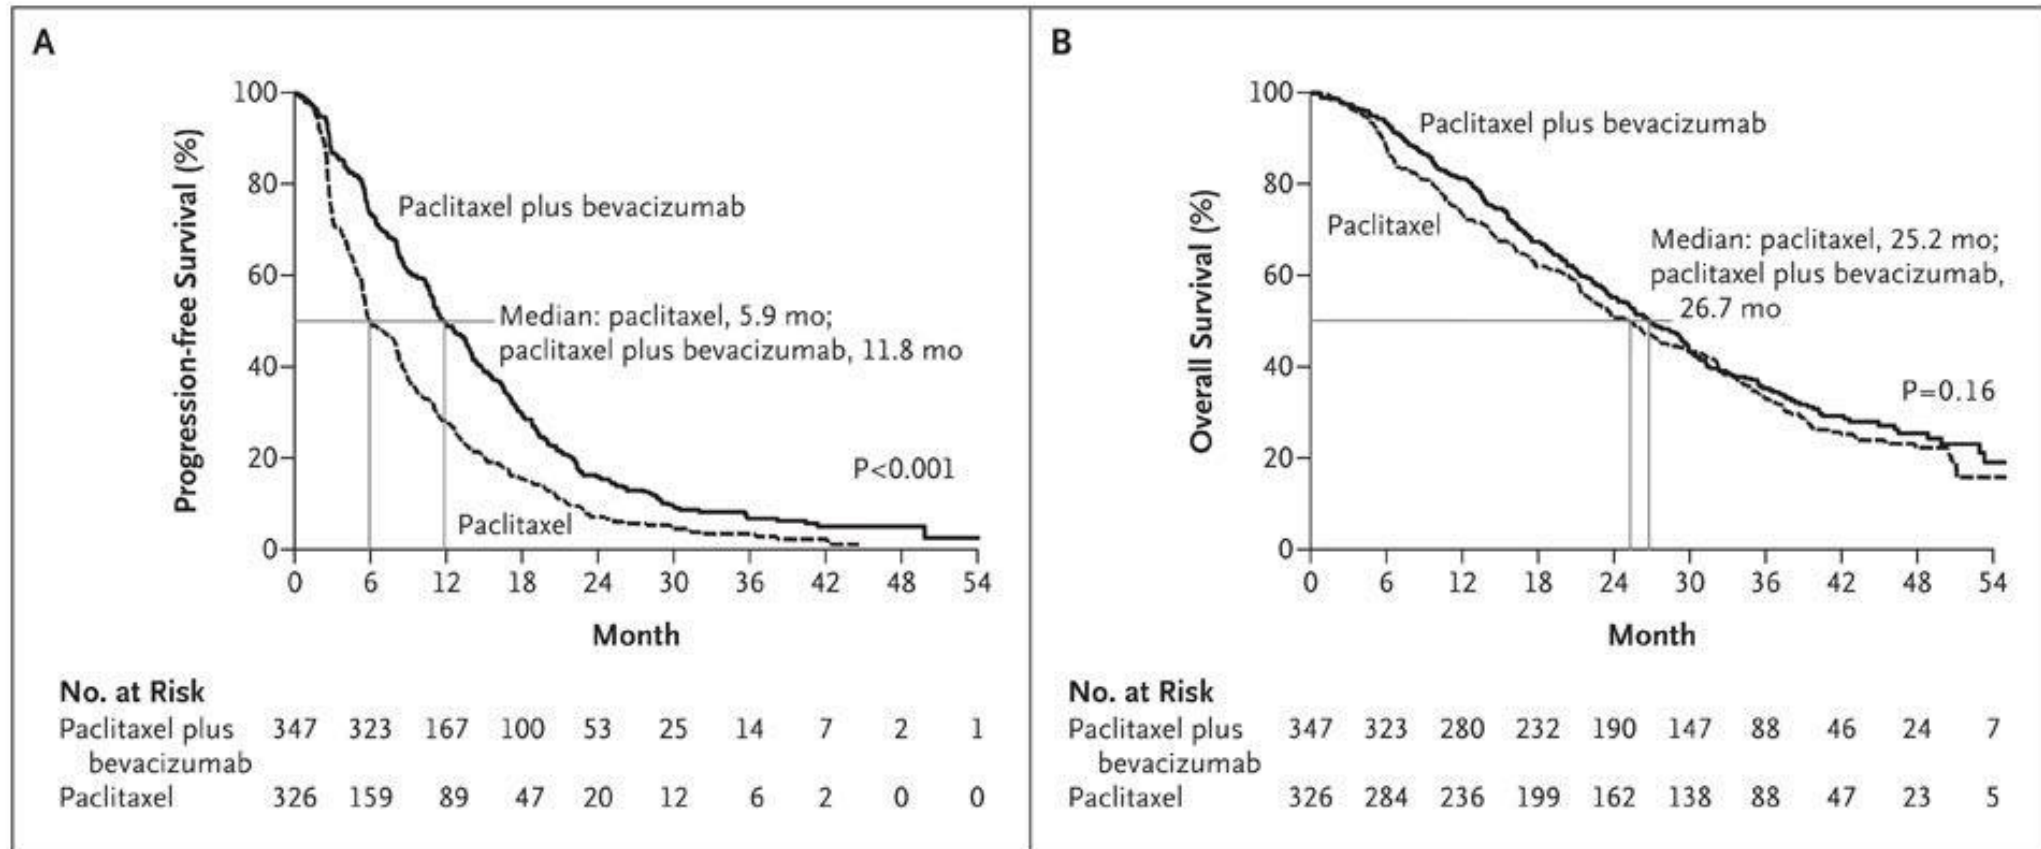 A
100
80
60
40
20
0
Progression-free Survival (%)
Paclitaxel plus bevacizumab
Median: paclitaxel, 5.9 mo;
paclitaxel plus bevacizumab, 11.8 mo
P<0.001
Paclitaxel
0 6 12 18 24 30 36 42 48 54
Month
No. at Risk
Paclitaxel plus 347 323 167 100 53 25 14 7 2 1
bevacizumab
Paclitaxel 326 159 89 47 20 12 6 2 0 0
B
100
80
60
40
20
0
Overall Survival (%)
Paclitaxel plus bevacizumab
Paclitaxel
Median: paclitaxel, 25.2 mo;
paclitaxel plus bevacizumab,
26.7 mo
P=0.16
0 6 12 18 24 30 36 42 48 54
Month
No. at Risk
Paclitaxel plus 347 323 280 232 190 147 88 46 24 7
bevacizumab
Paclitaxel 326 284 236 199 162 138 88 47 23 5